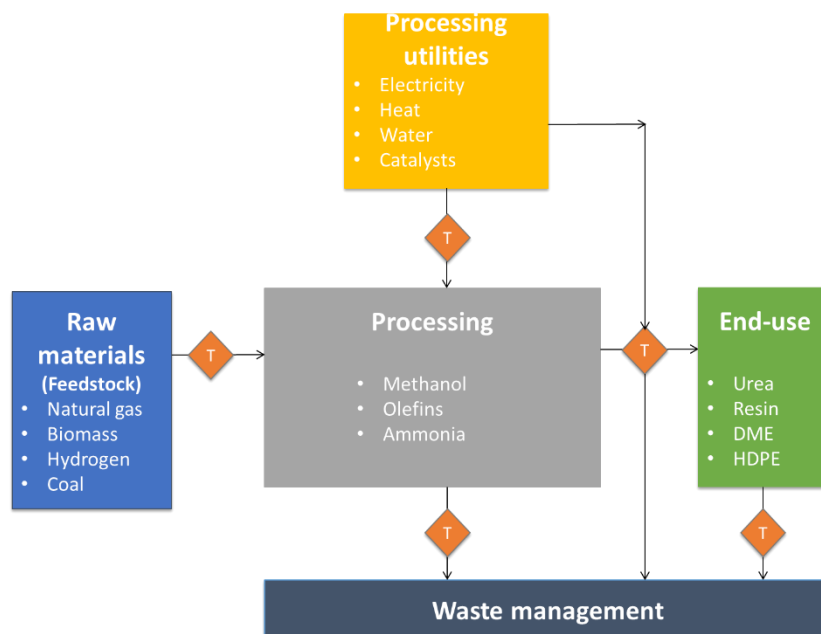 Processing
utilities
• Electricity
• Heat
• Water
• Catalysts
T
Raw
materials
(Feedstock)
• Natural gas
• Biomass
• Hydrogen
• Coal
T
Processing
• Methanol
• Olefins
• Ammonia
T
End-use
• Urea
• Resin
• DME
• HDPE
T
T
Waste management